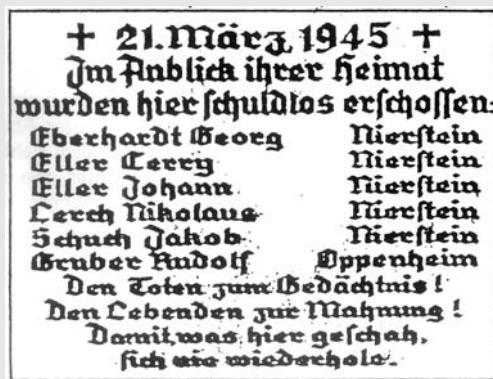 ✝ 21. März 1945 ✝
Im Anblick ihrer Heimat
wurden hier schuldlos erschossen:
Eberhardt Georg Nierstein
Eller Cerry Nierstein
Eller Johann Nierstein
Lerch Nikolaus Nierstein
Schuch Jakob Nierstein
Gruber Rudolf Oppenheim
Den Toten zum Gedächtnis!
Den Lebenden zur Mahnung!
Damit, was hier geschah,
sich nie wiederhole.